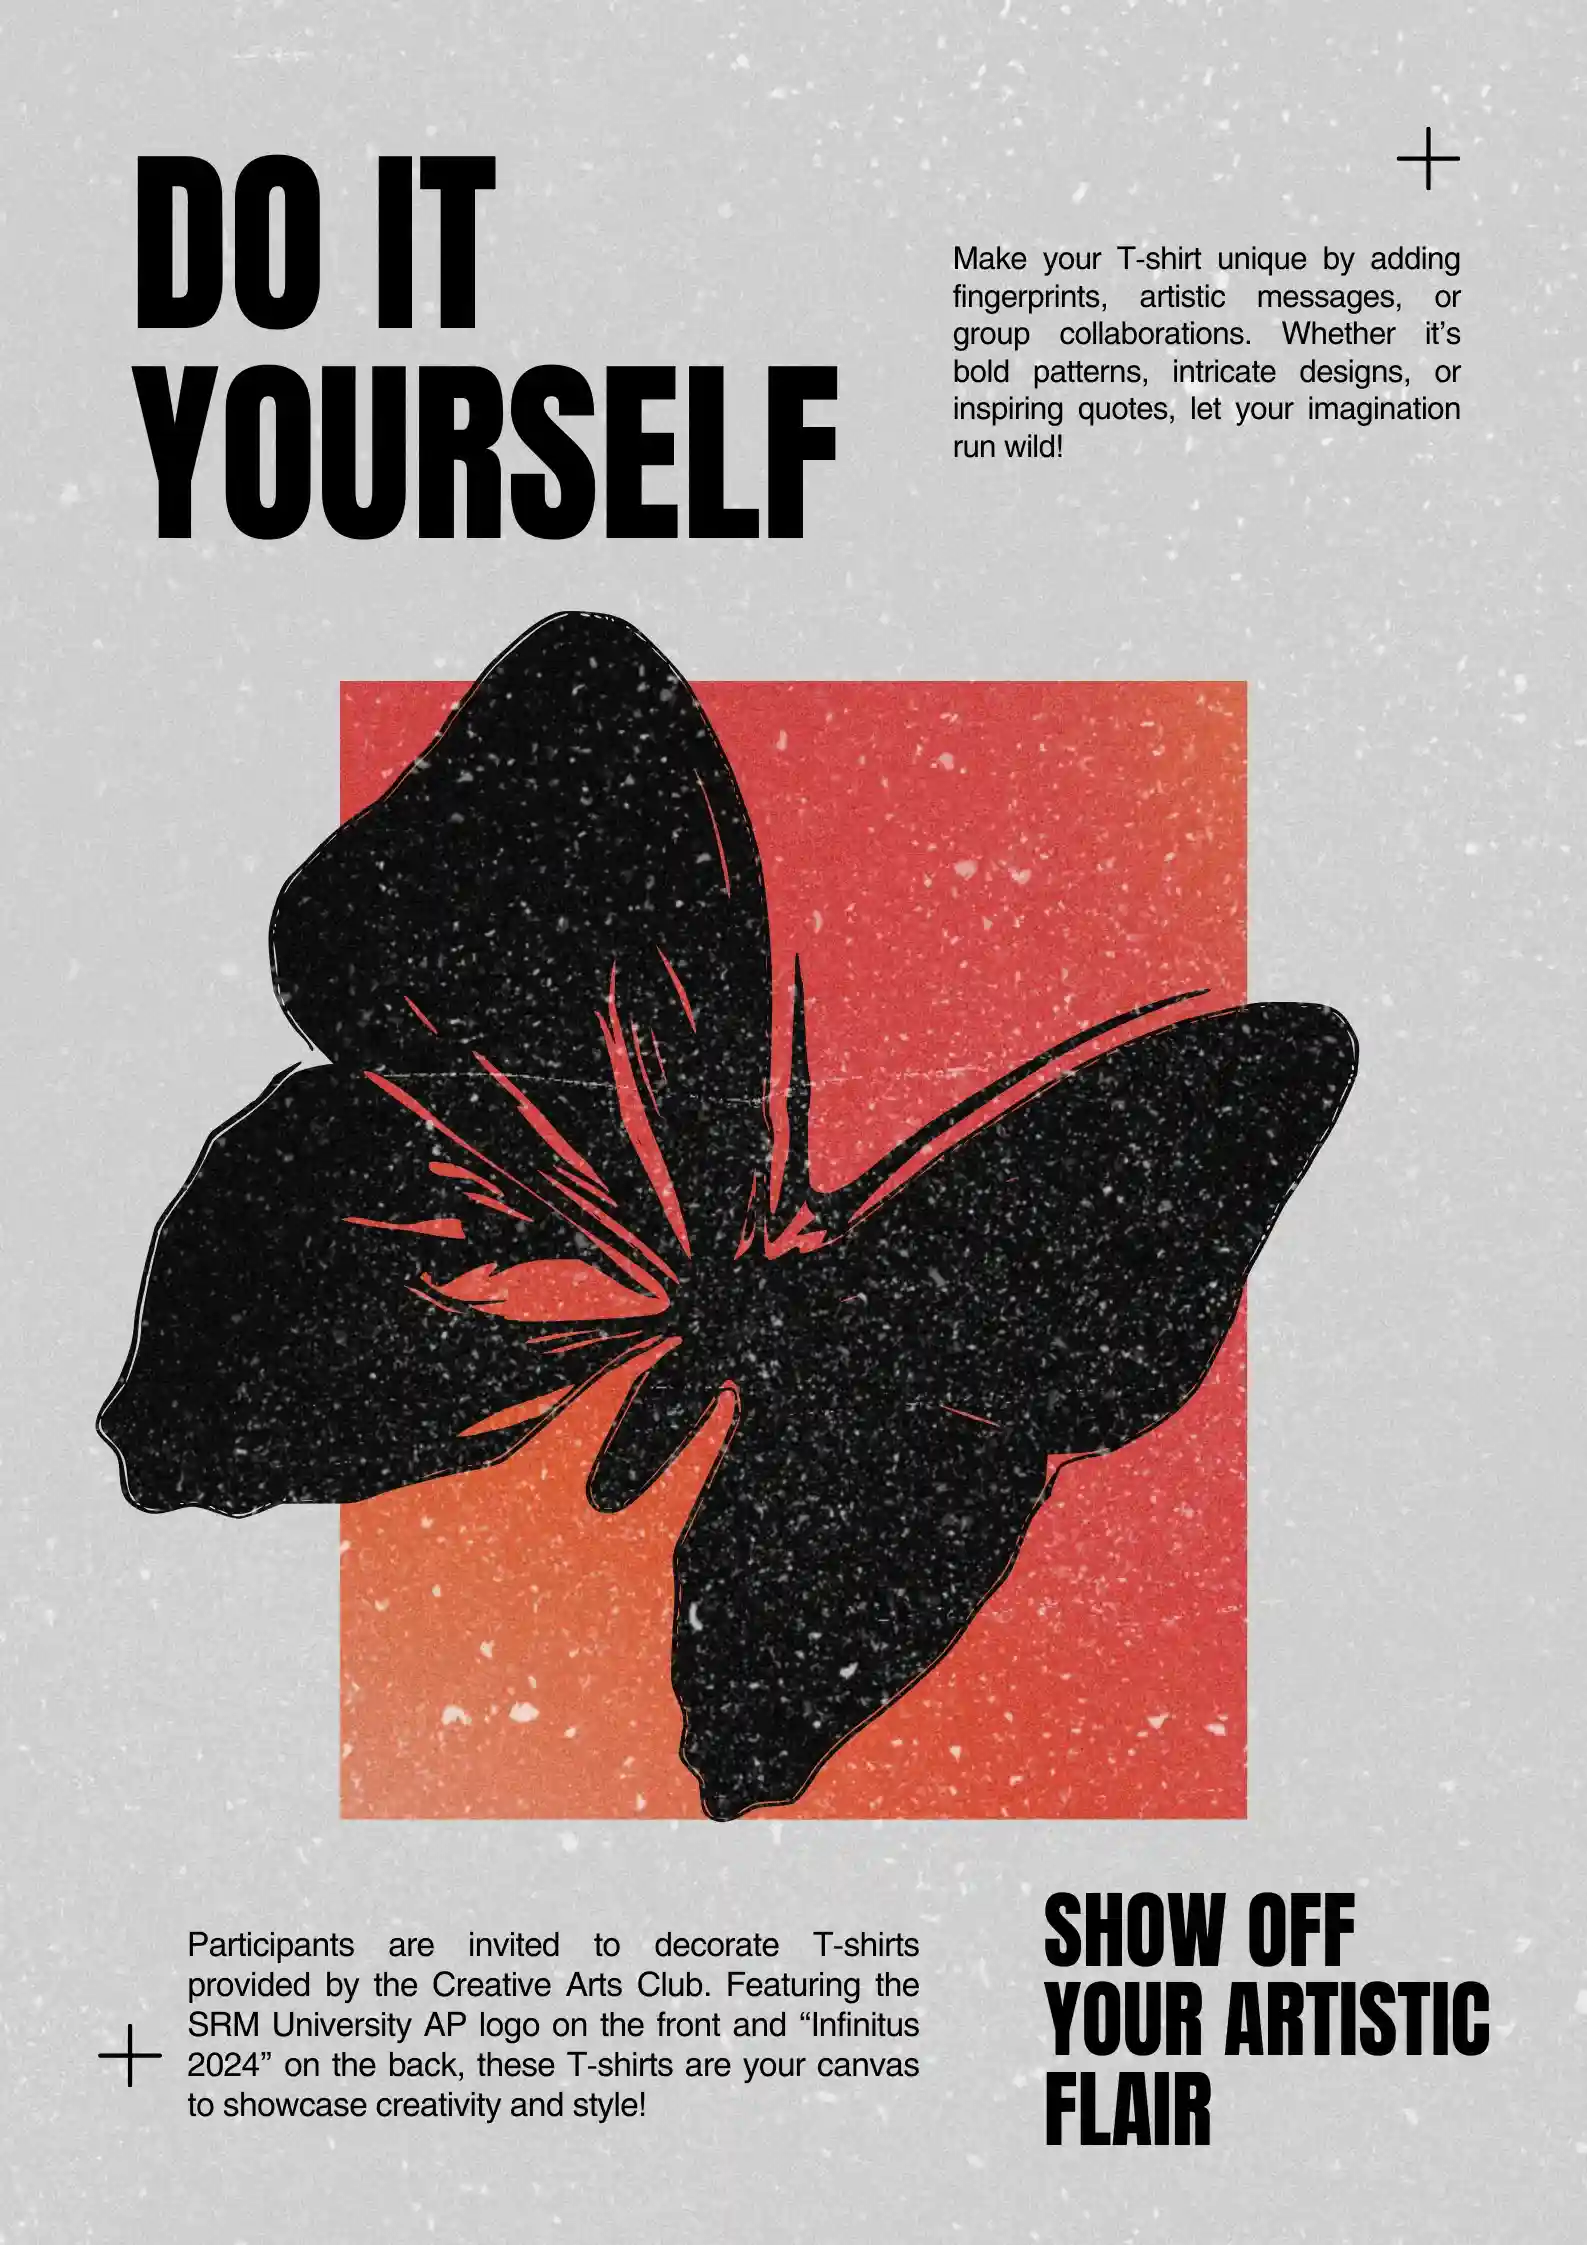 DO IT
YOURSELF
Make your T-shirt unique by adding
fingerprints, artistic messages, or
group collaborations. Whether it’s
bold patterns, intricate designs, or
inspiring quotes, let your imagination
run wild!
Participants are invited to decorate T-shirts
provided by the Creative Arts Club. Featuring the
SRM University AP logo on the front and “Infinitus
2024” on the back, these T-shirts are your canvas
to showcase creativity and style!
SHOW OFF
YOUR ARTISTIC
FLAIR